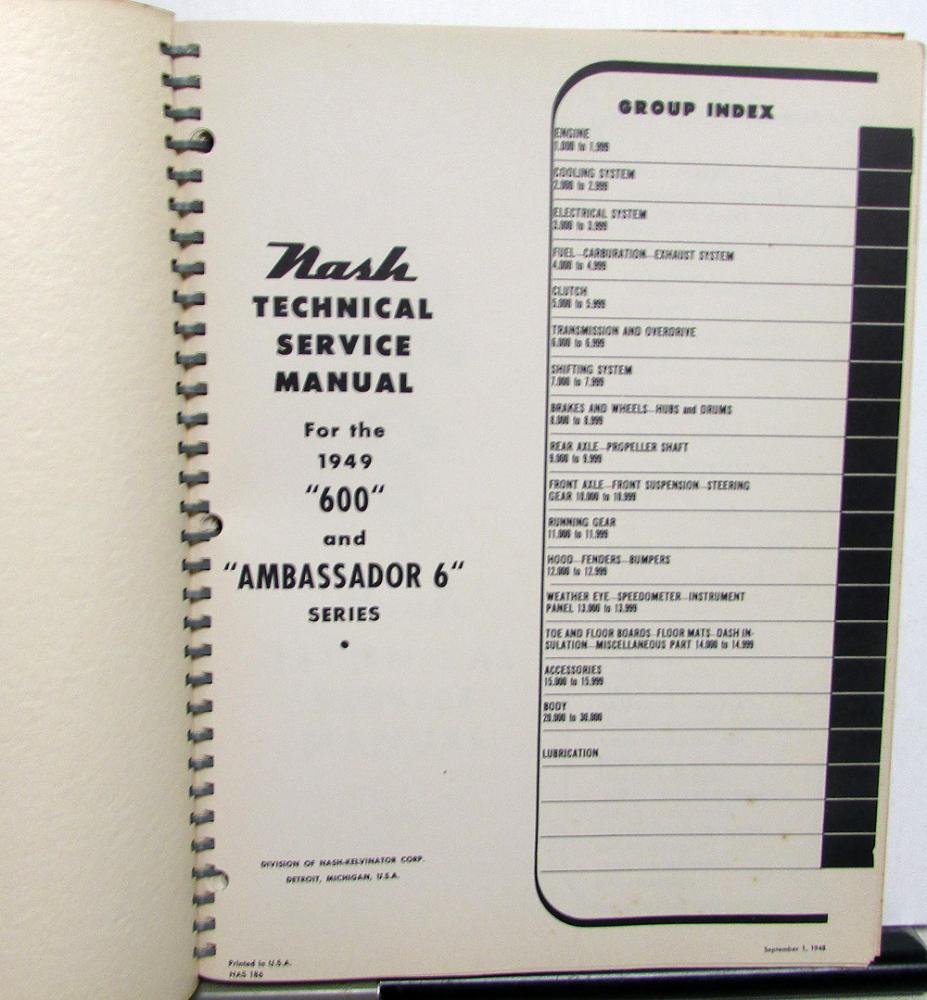 Nash
TECHNICAL
SERVICE
MANUAL
For the
1949
"600"
and
"AMBASSADOR 6"
SERIES
•
DIVISION OF NASH-KELVINATOR CORP.
DETROIT, MICHIGAN, U.S.A.
Printed in U.S.A.
NAS 186
GROUP INDEX
ENGINE
1.000 to 1.999
COOLING SYSTEM
2.000 to 2.999
ELECTRICAL SYSTEM
3.000 to 3.999
FUEL—CARBURATION—EXHAUST SYSTEM
4.000 to 4.999
CLUTCH
5.000 to 5.999
TRANSMISSION AND OVERDRIVE
6.000 to 6.999
SHIFTING SYSTEM
7.000 to 7.999
BRAKES AND WHEELS—HUBS and DRUMS
8.000 to 8.999
REAR AXLE—PROPELLER SHAFT
9.000 to 9.999
FRONT AXLE—FRONT SUSPENSION—STEERING
GEAR 10.000 to 10.999
RUNNING GEAR
11.000 to 11.999
HOOD—FENDERS—BUMPERS
12.000 to 12.999
WEATHER EYE—SPEEDOMETER—INSTRUMENT
PANEL 13.000 to 13.999
TOE AND FLOOR BOARDS—FLOOR MATS—DASH IN-
SULATION—MISCELLANEOUS PART 14.000 to 14.999
ACCESSORIES
15.000 to 15.999
BODY
20.000 to 30.000
LUBRICATION
September 1, 1948